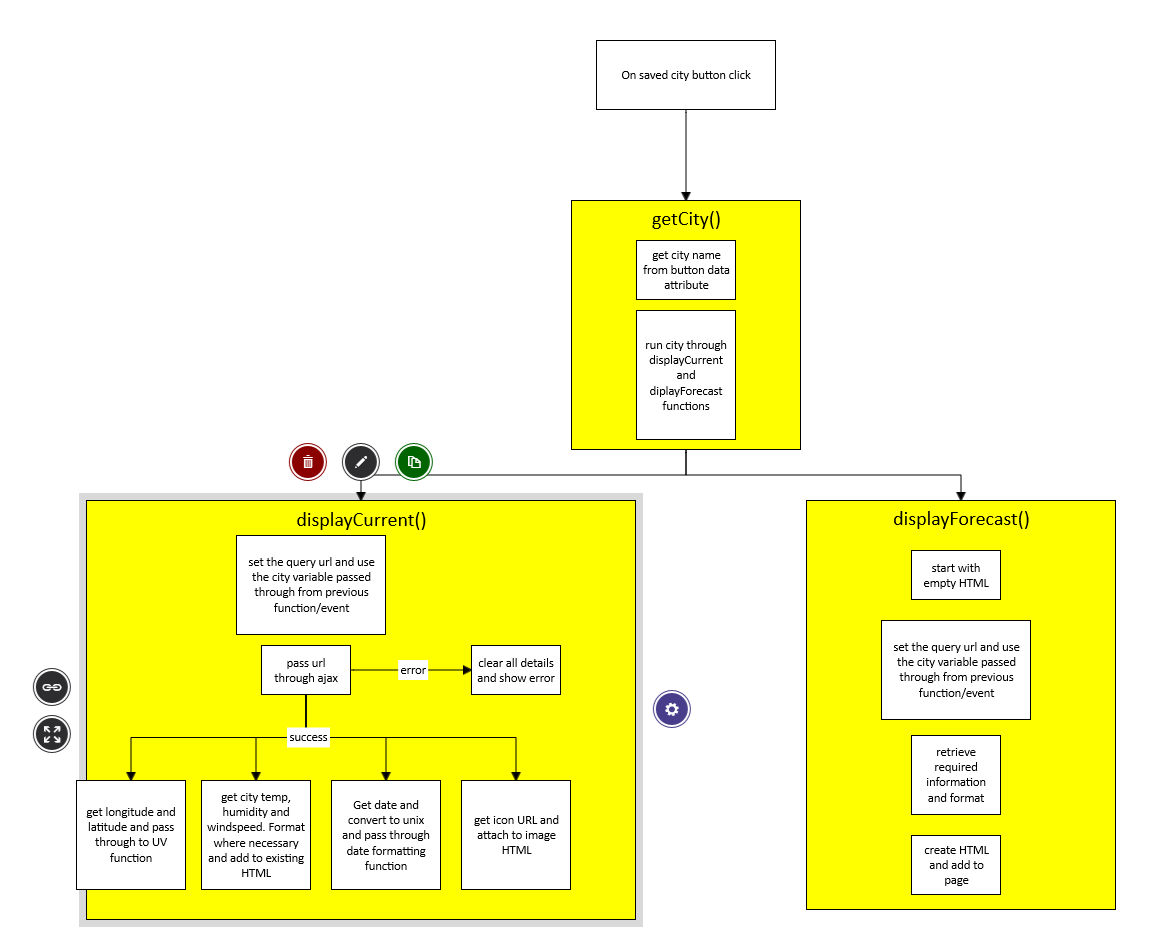 On saved city button click
getCity()
get city name
from button data
attribute
run city through
displayCurrent
and
diplayForecast
functions
displayCurrent()
set the query url and use
the city variable passed
through from previous
function/event
pass url
through ajax
error
clear all details
and show error
success
get longitude and
latitude and pass
through to UV
function
get city temp,
humidity and
windspeed. Format
where necessary
and add to existing
HTML
Get date and
convert to unix
and pass through
date formatting
function
get icon URL and
attach to image
HTML
displayForecast()
start with
empty HTML
set the query url and use
the city variable passed
through from previous
function/event
retrieve
required
information
and format
create HTML
and add to
page